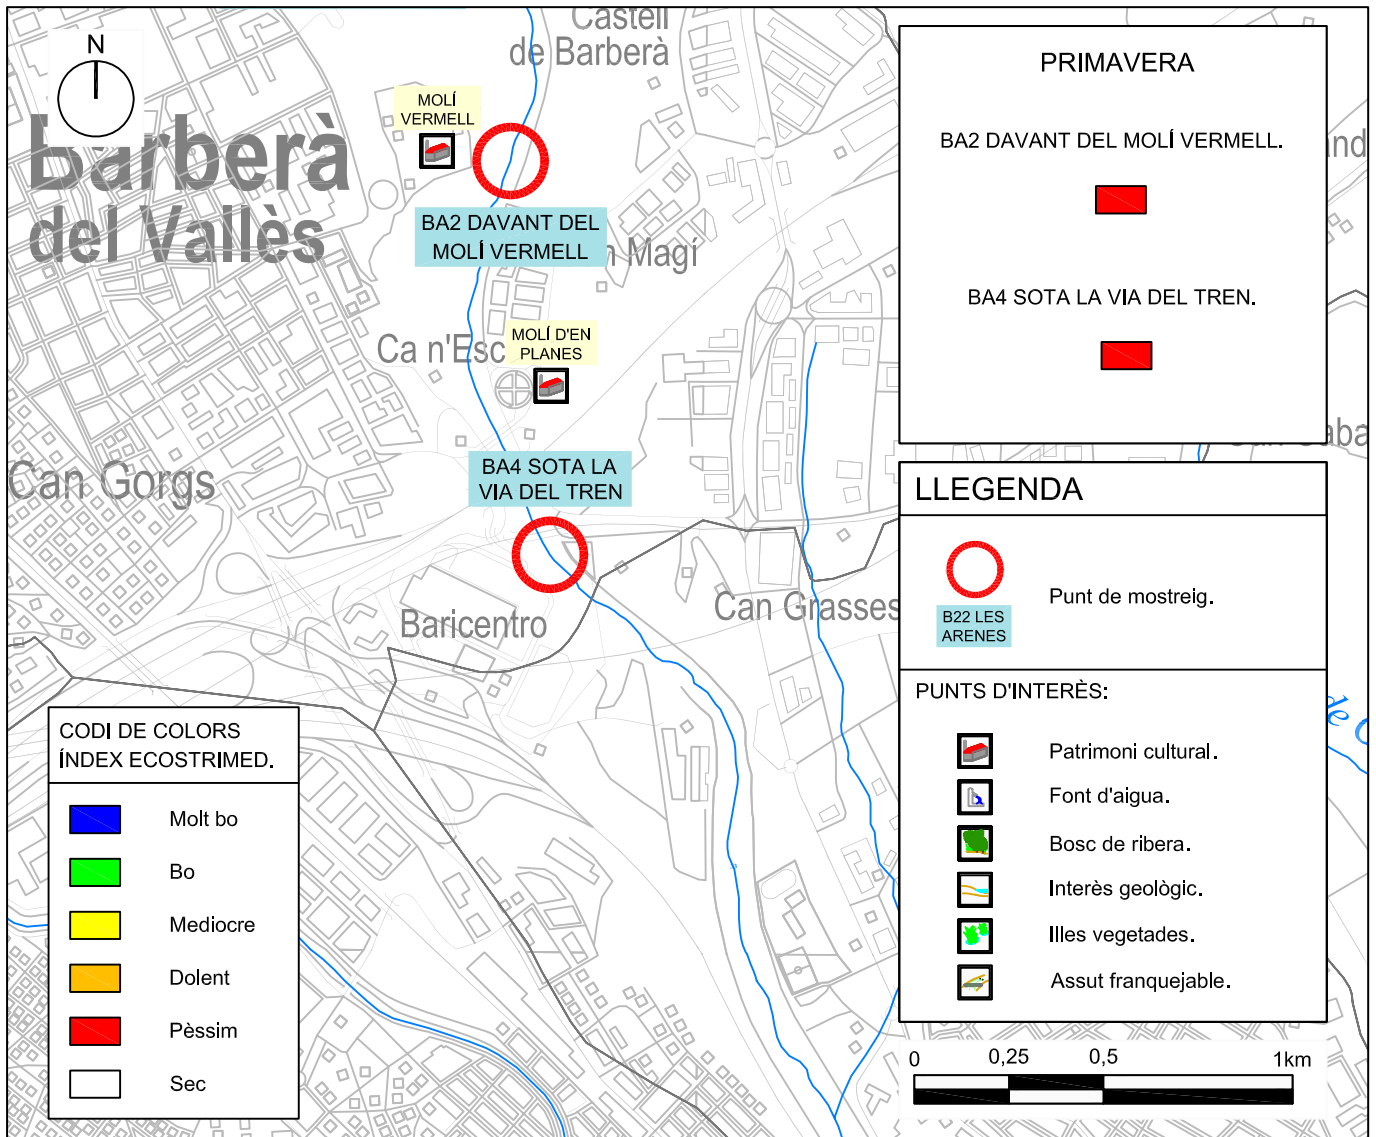 N
Castell
de Barberà
MOLÍ
VERMELL
Barberà
del Vallès
BA2 DAVANT DEL
MOLÍ VERMELL
Magí
Ca n'Esc
MOLÍ D'EN
PLANES
Can Gorgs
BA4 SOTA LA
VIA DEL TREN
Baricentro
Can Grasses
PRIMAVERA
BA2 DAVANT DEL MOLÍ VERMELL.
BA4 SOTA LA VIA DEL TREN.
LLEGENDA
B22 LES
ARENES
Punt de mostreig.
PUNTS D'INTERÈS:
Patrimoni cultural.
Font d'aigua.
Bosc de ribera.
Interès geològic.
Illes vegetades.
Assut franquejable.
de
CODI DE COLORS
ÍNDEX ECOSTRIMED.
Molt bo
Bo
Mediocre
Dolent
Pèssim
Sec
0 0,25 0,5 1km